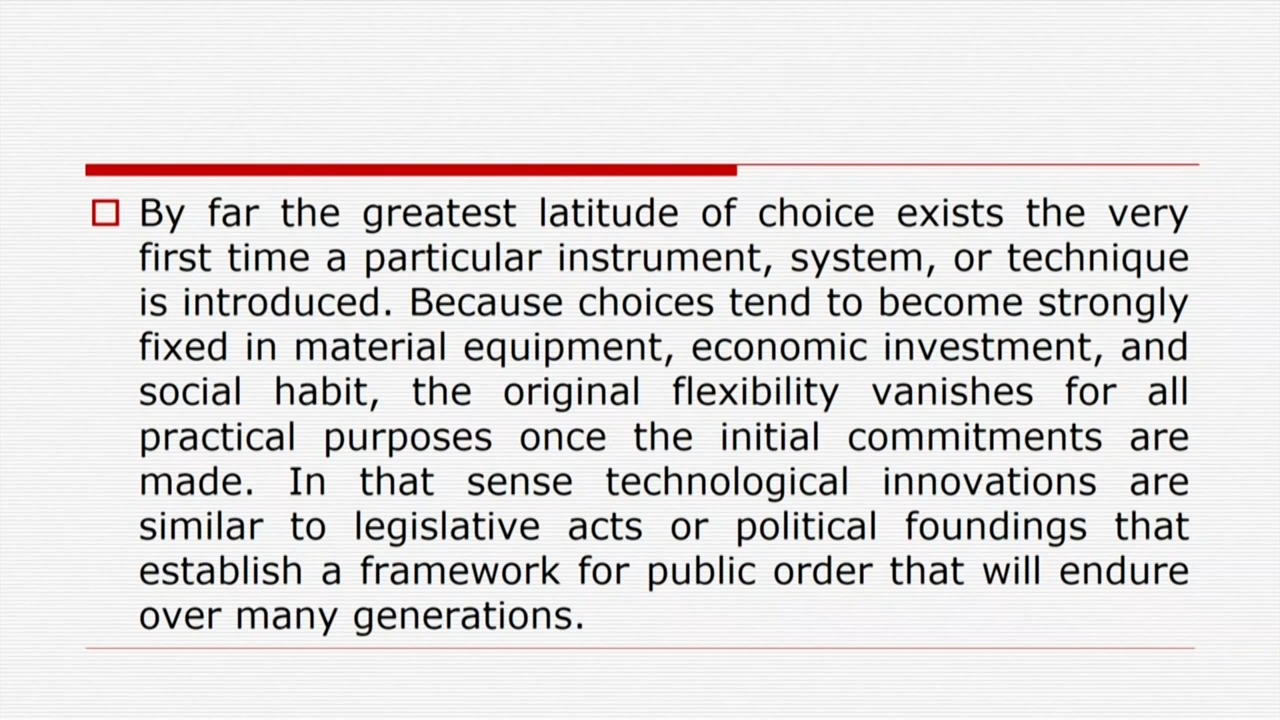 By far the greatest latitude of choice exists the very
first time a particular instrument, system, or technique
is introduced. Because choices tend to become strongly
fixed in material equipment, economic investment, and
social habit, the original flexibility vanishes for all
practical purposes once the initial commitments are
made. In that sense technological innovations are
similar to legislative acts or political foundings that
establish a framework for public order that will endure
over many generations.